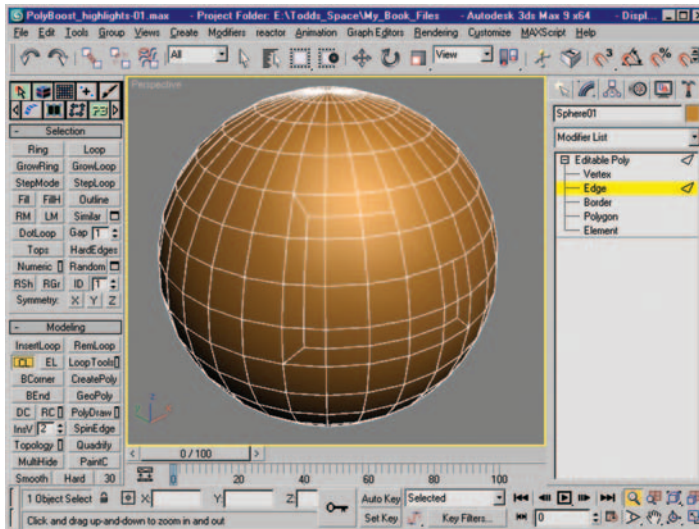 PolyBoost_highlights-01.max - Project Folder: E:\Todds_Space\My_Book_Files - Autodesk 3ds Max 9 x64 - Displ...
File Edit Tools Group Views Create Modifiers reactor Animation Graph Editors Rendering Customize MAXScript Help
All View 3 %
Perspective
- Selection
Ring Loop
GrowRing GrowLoop
StepMode StepLoop
Fill FillH Outline
RM LM Similar
DotLoop Gap 1
Tops HardEdges
Numeric Random
RSh RGr ID 1
Symmetry: X Y Z
- Modeling
InsertLoop RemLoop
CL EL LoopTools
BCorner CreatePoly
BEnd GeoPoly
DC RC PolyDraw
InsV 2 SpinEdge
Topology Quadrify
MultiHide PaintC
Smooth Hard 30
Sphere01
Modifier List
Editable Poly
Vertex
Edge
Border
Polygon
Element
z
< 0 / 100 >
0 20 40 60 80 100
1 Object Select X: Y: Z: Auto Key Selected
Click and drag up-and-down to zoom in and out Set Key Key Filters... 0